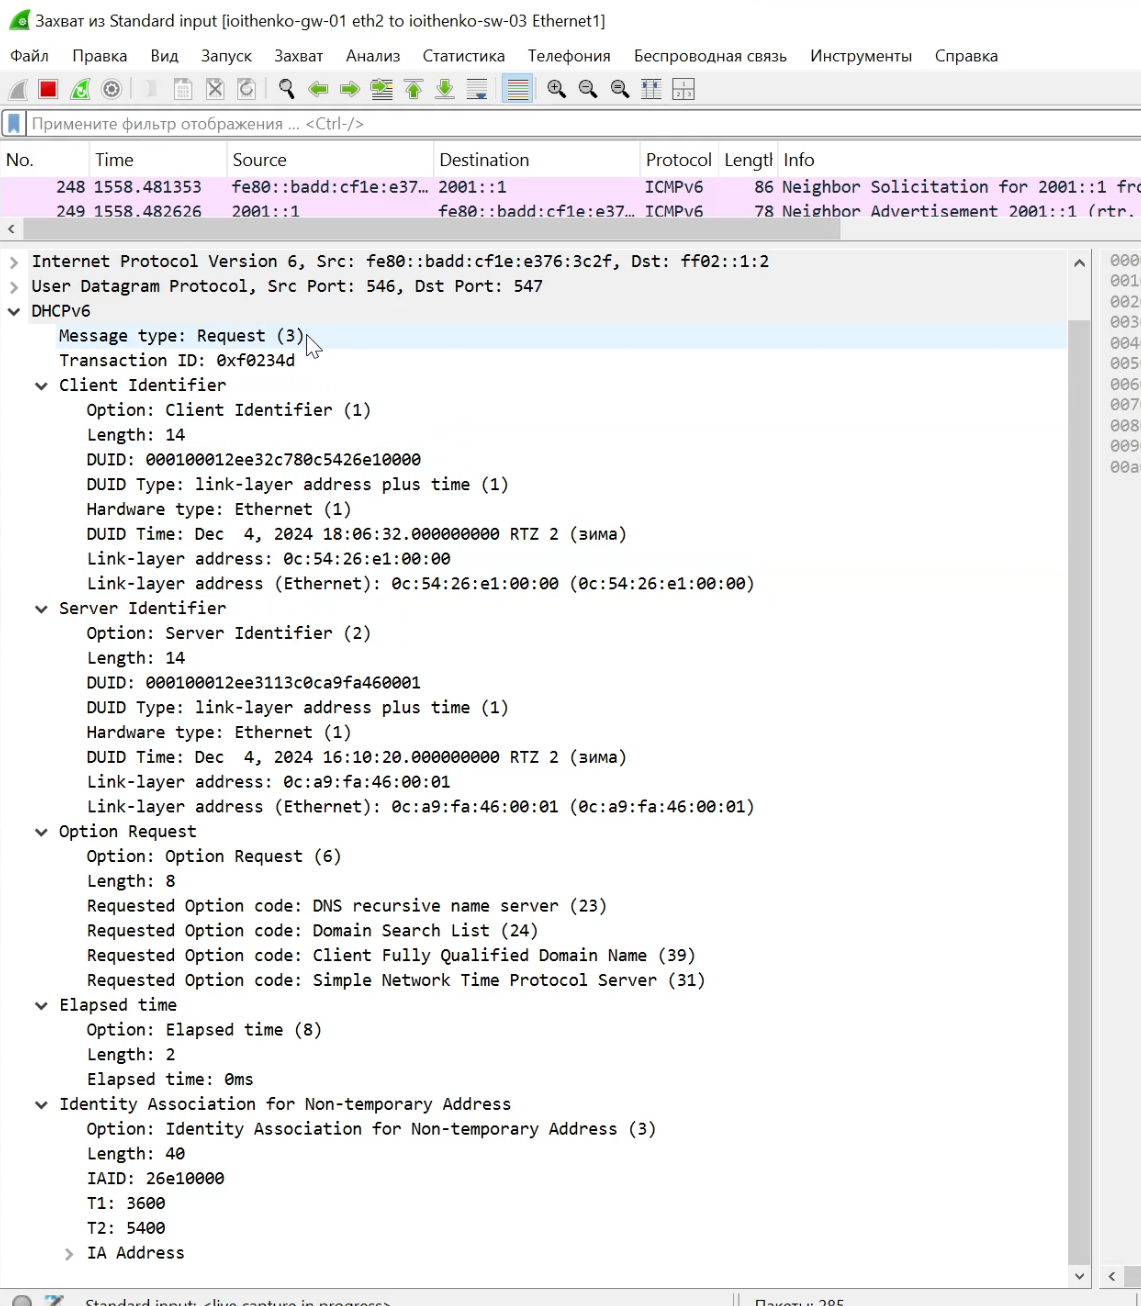 Захват из Standard input [ioithenko-gw-01 eth2 to ioithenko-sw-03 Ethernet1]
Файл Правка Вид Запуск Захват Анализ Статистика Телефония Беспроводная связь Инструменты Справка
Примените фильтр отображения ... <Ctrl-/>
No. Time Source Destination Protocol Lengtl Info
248 1558.481353 fe80::badd:cf1e:e37… 2001::1 ICMPv6 86 Neighbor Solicitation for 2001::1 fro
249 1558.482626 2001::1 fe80::badd:cf1e:e37… ICMPv6 78 Neighbor Advertisement 2001::1 (rtr,
Internet Protocol Version 6, Src: fe80::badd:cf1e:e376:3c2f, Dst: ff02::1:2
User Datagram Protocol, Src Port: 546, Dst Port: 547
DHCPv6
Message type: Request (3)
Transaction ID: 0xf0234d
Client Identifier
Option: Client Identifier (1)
Length: 14
DUID: 000100012ee32c780c5426e10000
DUID Type: link-layer address plus time (1)
Hardware type: Ethernet (1)
DUID Time: Dec  4, 2024 18:06:32.000000000 RTZ 2 (зима)
Link-layer address: 0c:54:26:e1:00:00
Link-layer address (Ethernet): 0c:54:26:e1:00:00 (0c:54:26:e1:00:00)
Server Identifier
Option: Server Identifier (2)
Length: 14
DUID: 000100012ee3113c0ca9fa460001
DUID Type: link-layer address plus time (1)
Hardware type: Ethernet (1)
DUID Time: Dec  4, 2024 16:10:20.000000000 RTZ 2 (зима)
Link-layer address: 0c:a9:fa:46:00:01
Link-layer address (Ethernet): 0c:a9:fa:46:00:01 (0c:a9:fa:46:00:01)
Option Request
Option: Option Request (6)
Length: 8
Requested Option code: DNS recursive name server (23)
Requested Option code: Domain Search List (24)
Requested Option code: Client Fully Qualified Domain Name (39)
Requested Option code: Simple Network Time Protocol Server (31)
Elapsed time
Option: Elapsed time (8)
Length: 2
Elapsed time: 0ms
Identity Association for Non-temporary Address
Option: Identity Association for Non-temporary Address (3)
Length: 40
IAID: 26e10000
T1: 3600
T2: 5400
IA Address
000
001
002
003
004
005
006
007
008
009
00a
Standard input: <live capture in progress>
Пакеты: 285